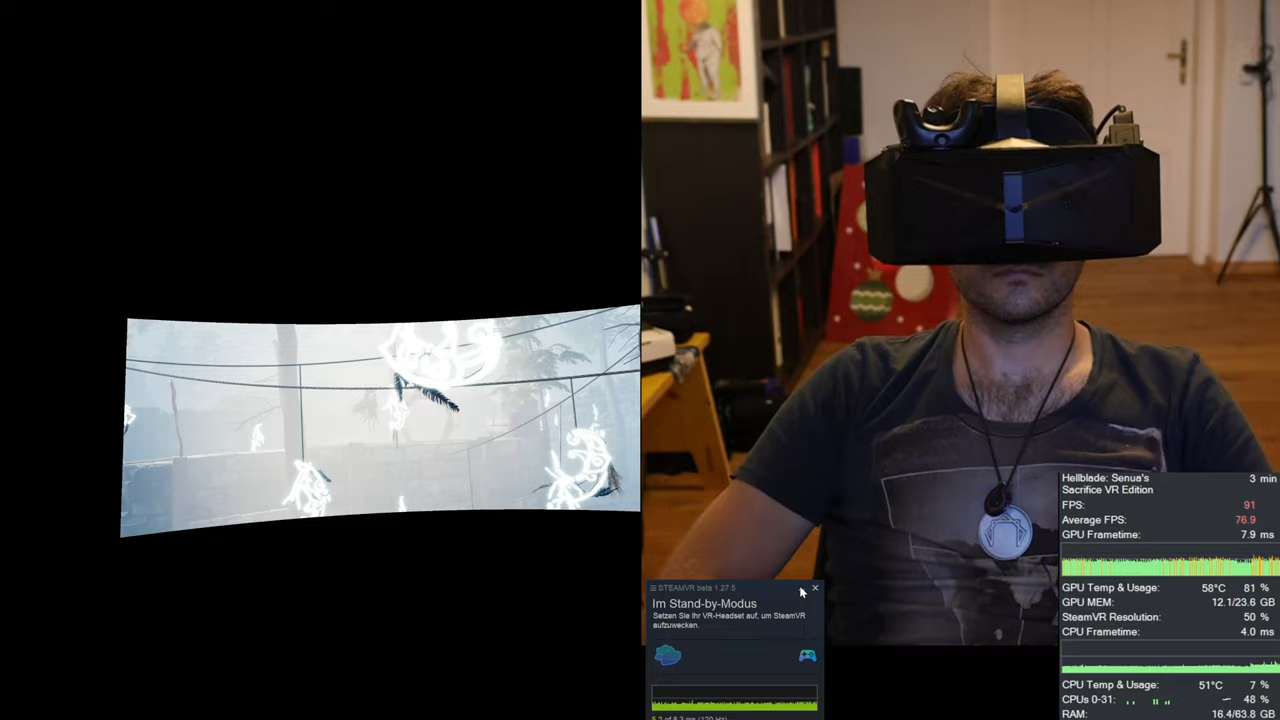 STEAMVR beta 1.27.5
Im Stand-by-Modus
Setzen Sie Ihr VR-Headset auf, um SteamVR
aufzuwecken.
Hellblade: Senua's 3 min
Sacrifice VR Edition
FPS: 91
Average FPS: 76.9
GPU Frametime: 7.9 ms
GPU Temp & Usage: 58°C 81 %
GPU MEM: 12.1/23.6 GB
SteamVR Resolution: 50 %
CPU Frametime: 4.0 ms
CPU Temp & Usage: 51°C 7 %
CPUs 0-31: 48 %
RAM: 16.4/63.8 GB